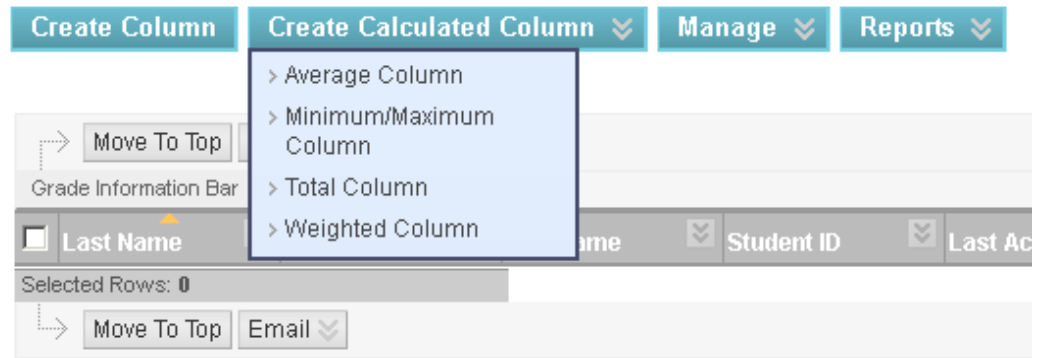 Create Column Create Calculated Column Manage Reports
> Average Column
> Minimum/Maximum
Column
> Total Column
> Weighted Column
Move To Top
Grade Information Bar
Last Name ame Student ID Last Ac
Selected Rows: 0
Move To Top Email